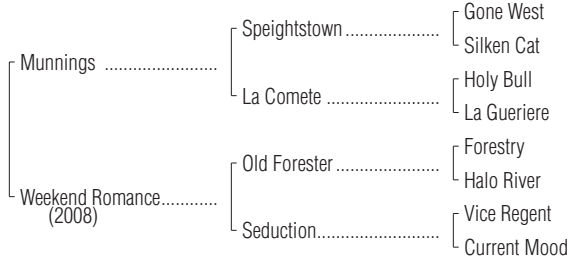 Gone West
Speightstown ....................
Silken Cat
Munnings ........................
Holy Bull
La Comete ........................
La Gueriere
Forestry
Old Forester ......................
Halo River
Weekend Romance............
(2008)
Vice Regent
Seduction..........................
Current Mood